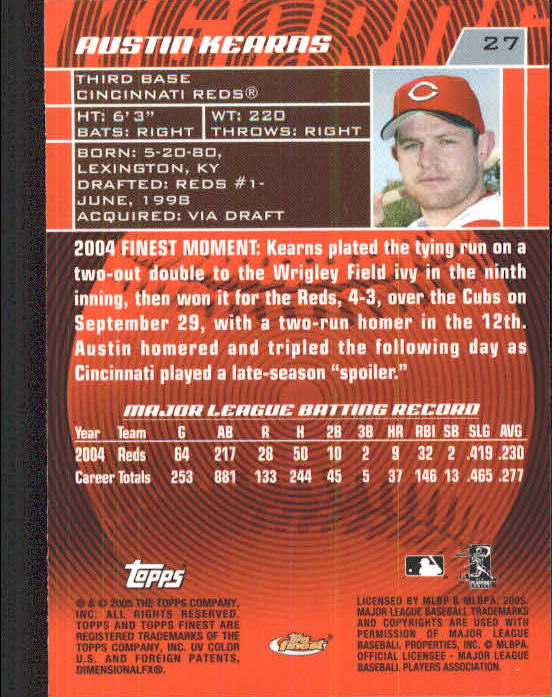 AUSTIN KEARNS
27
THIRD BASE
CINCINNATI REDS®
HT: 6'3"
WT: 220
BATS: RIGHT
THROWS: RIGHT
BORN: 5-20-80,
LEXINGTON, KY
DRAFTED: REDS #1-
JUNE, 1998
ACQUIRED: VIA DRAFT
C
2004 FINEST MOMENT: Kearns plated the tying run on a
two-out double to the Wrigley Field ivy in the ninth
inning, then won it for the Reds, 4-3, over the Cubs on
September 29, with a two-run homer in the 12th.
Austin homered and tripled the following day as
Cincinnati played a late-season “spoiler.”
MAJOR LEAGUE BATTING RECORD
Year Team G AB R H 2B 3B HR RBI SB SLG AVG
2004 Reds 64 217 28 50 10 2 9 32 2 .419 .230
Career Totals 253 881 133 244 45 5 37 146 13 .465 .277
Topps
® & © 2005 THE TOPPS COMPANY,
INC. ALL RIGHTS RESERVED.
TOPPS AND TOPPS FINEST ARE
REGISTERED TRADEMARKS OF THE
TOPPS COMPANY, INC. UV COLOR
U.S. AND FOREIGN PATENTS,
DIMENSIONALFX®.
Topps
finest
LICENSED BY MLBP & MLBPA, 2005.
MAJOR LEAGUE BASEBALL TRADEMARKS
AND COPYRIGHTS ARE USED WITH
PERMISSION OF MAJOR LEAGUE
BASEBALL PROPERTIES, INC. © MLBPA.
OFFICIAL LICENSEE - MAJOR LEAGUE
BASEBALL PLAYERS ASSOCIATION.